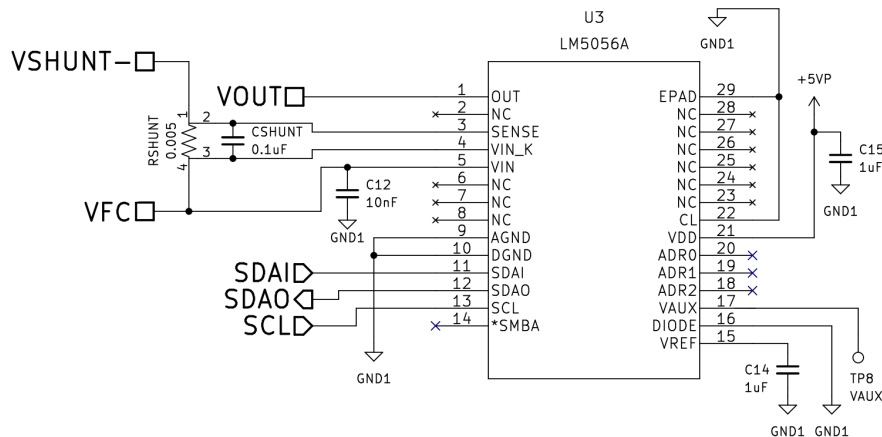 U3
LM5056A
GND1
VSHUNT-
+5VP
VOUT
1 OUT
EPAD 29
2 NC
NC 28
RSHUNT
0.005
1
2
3
4
CSHUNT
0.1uF
3 SENSE
NC 27
4 VIN_K
NC 26
5 VIN
NC 25
C15
1uF
C12
10nF
6 NC
NC 24
7 NC
NC 23
VFC
8 NC
CL 22
GND1
GND1
9 AGND
VDD 21
10 DGND
ADR0 20
SDAI
11 SDAI
ADR1 19
SDAO
12 SDAO
ADR2 18
13 SCL
VAUX 17
SCL
14 *SMBA
DIODE 16
VREF 15
GND1
C14
1uF
TP8
VAUX
GND1 GND1